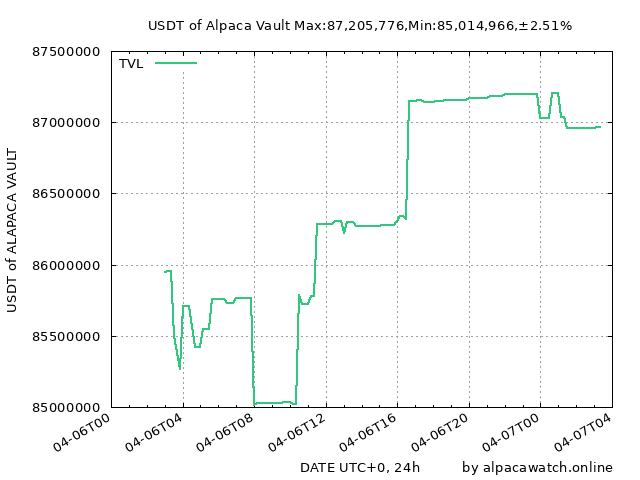 USDT of Alpaca Vault Max:87,205,776,Min:85,014,966,±2.51%
TVL
87500000
87000000
86500000
86000000
85500000
85000000
USDT of ALAPACA VAULT
04-06T00
04-06T04
04-06T08
04-06T12
04-06T16
04-06T20
04-07T00
04-07T04
DATE UTC+0, 24h
by alpacawatch.online